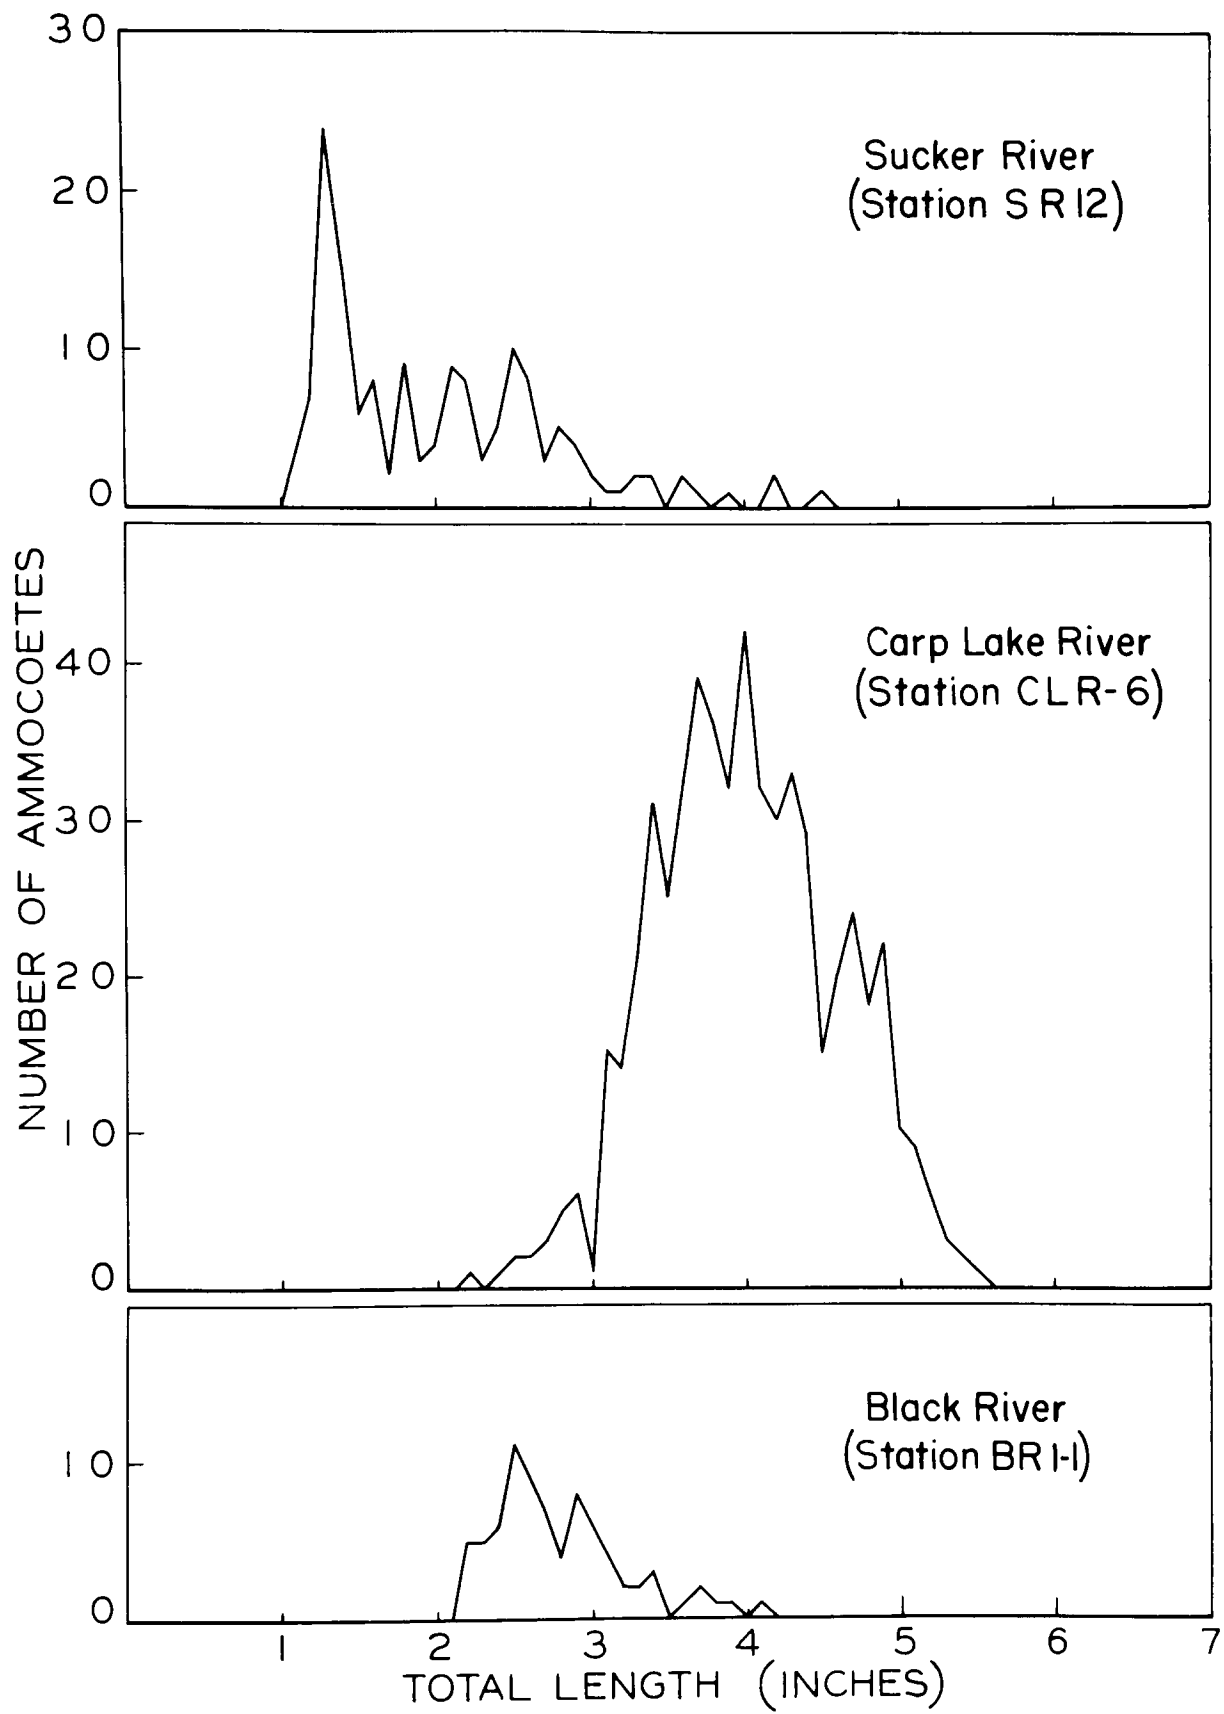 30
20
10
0
Sucker River
(Station SR12)
NUMBER OF AMMOCOETES
40
30
20
10
0
Carp Lake River
(Station CLR-6)
10
0
Black River
(Station BR1-1)
1 2 3 4 5 6 7
TOTAL LENGTH (INCHES)